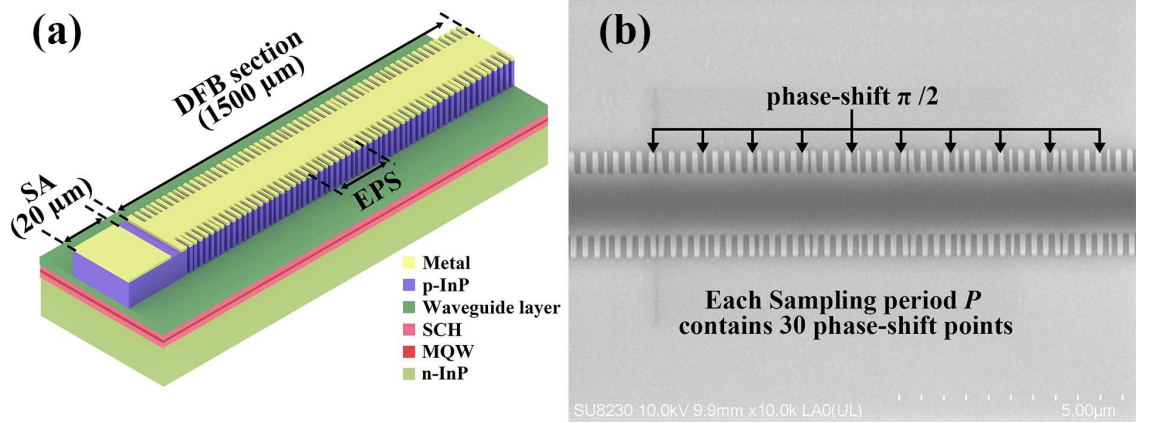 (a)
DFB section
(1500 μm)
SA
(20 μm)
EPS
Metal
p-InP
Waveguide layer
SCH
MQW
n-InP
(b)
phase-shift π /2
Each Sampling period P
contains 30 phase-shift points
SU8230 10.0kV 9.9mm x10.0k LA0(UL)
5.00μm